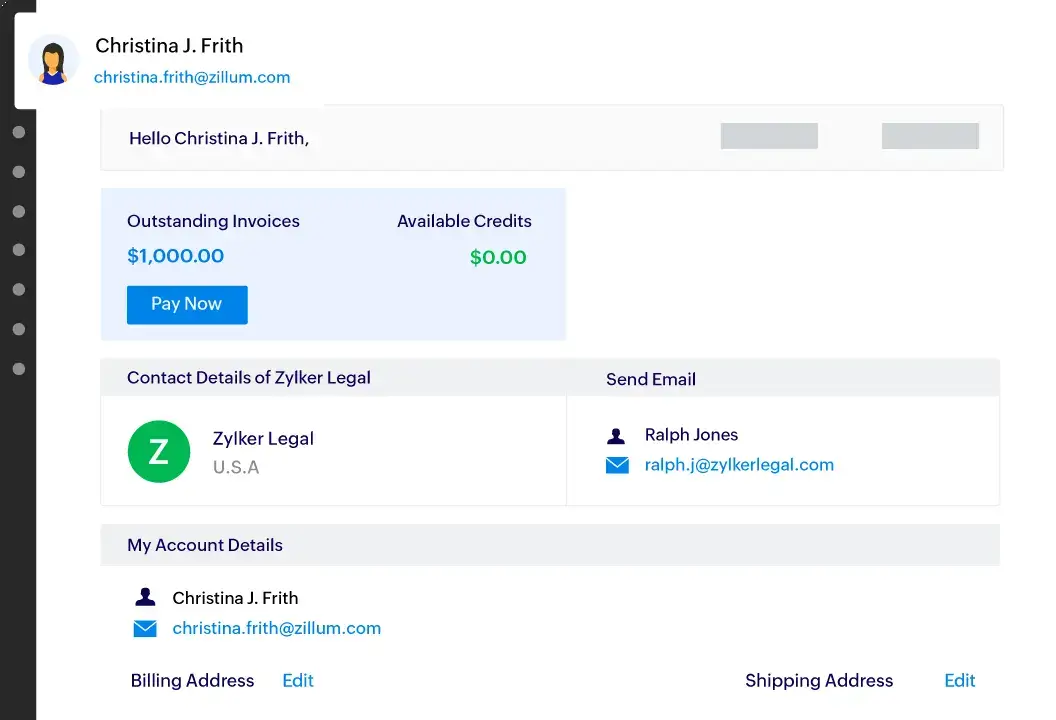 Christina J. Frith
christina.frith@zillum.com
Hello Christina J. Frith,
Outstanding Invoices
$1,000.00
Available Credits
$0.00
Pay Now
Contact Details of Zylker Legal
Z
Zylker Legal
U.S.A
Send Email
Ralph Jones
ralph.j@zylkerlegal.com
My Account Details
Christina J. Frith
christina.frith@zillum.com
Billing Address Edit
Shipping Address Edit